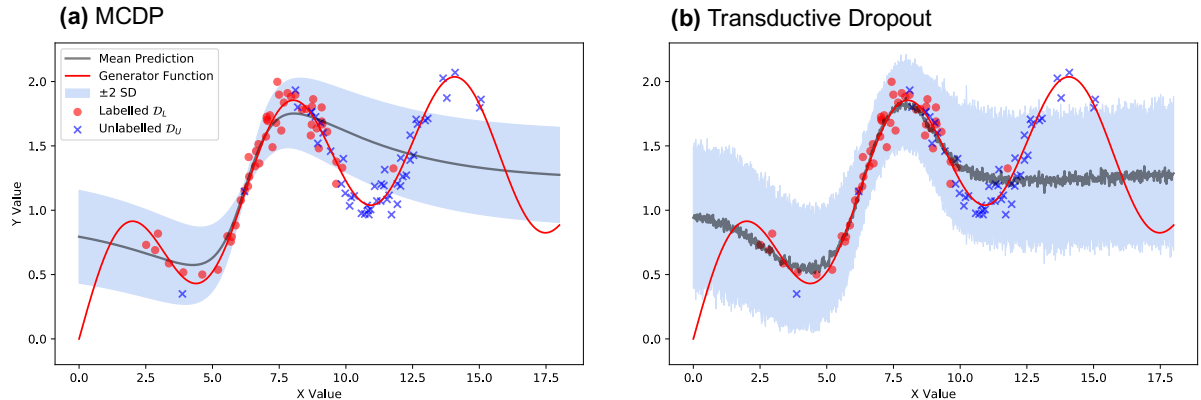 (a) MCDP
Mean Prediction
Generator Function
±2 SD
Labelled 𝒟_L
Unlabelled 𝒟_U
Y Value
2.0
1.5
1.0
0.5
0.0
0.0 2.5 5.0 7.5 10.0 12.5 15.0 17.5
X Value
(b) Transductive Dropout
2.0
1.5
1.0
0.5
0.0
0.0 2.5 5.0 7.5 10.0 12.5 15.0 17.5
X Value